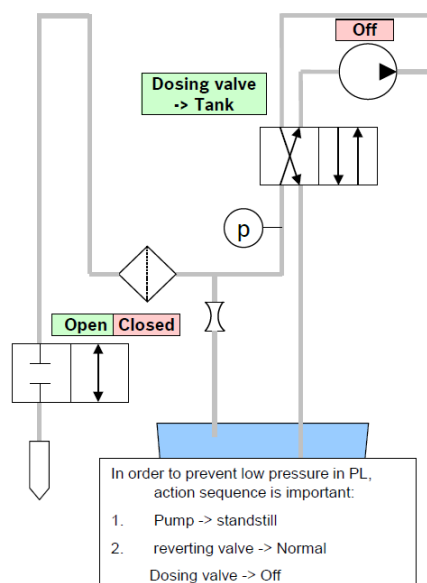 Off
Dosing valve
-> Tank
p
Open Closed
In order to prevent low pressure in PL,
action sequence is important:
1. Pump -> standstill
2. reverting valve -> Normal
Dosing valve -> Off